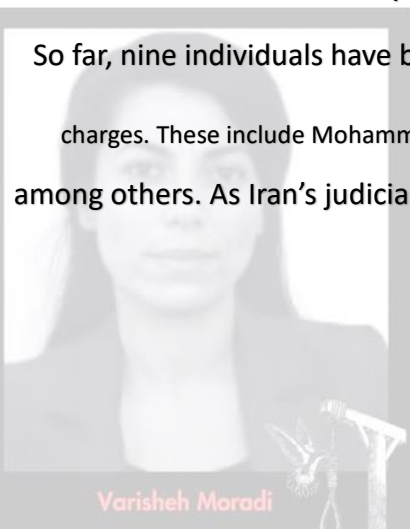 So far, nine individuals have b
charges. These include Mohamm
among others. As Iran’s judicia
Varisheh Moradi